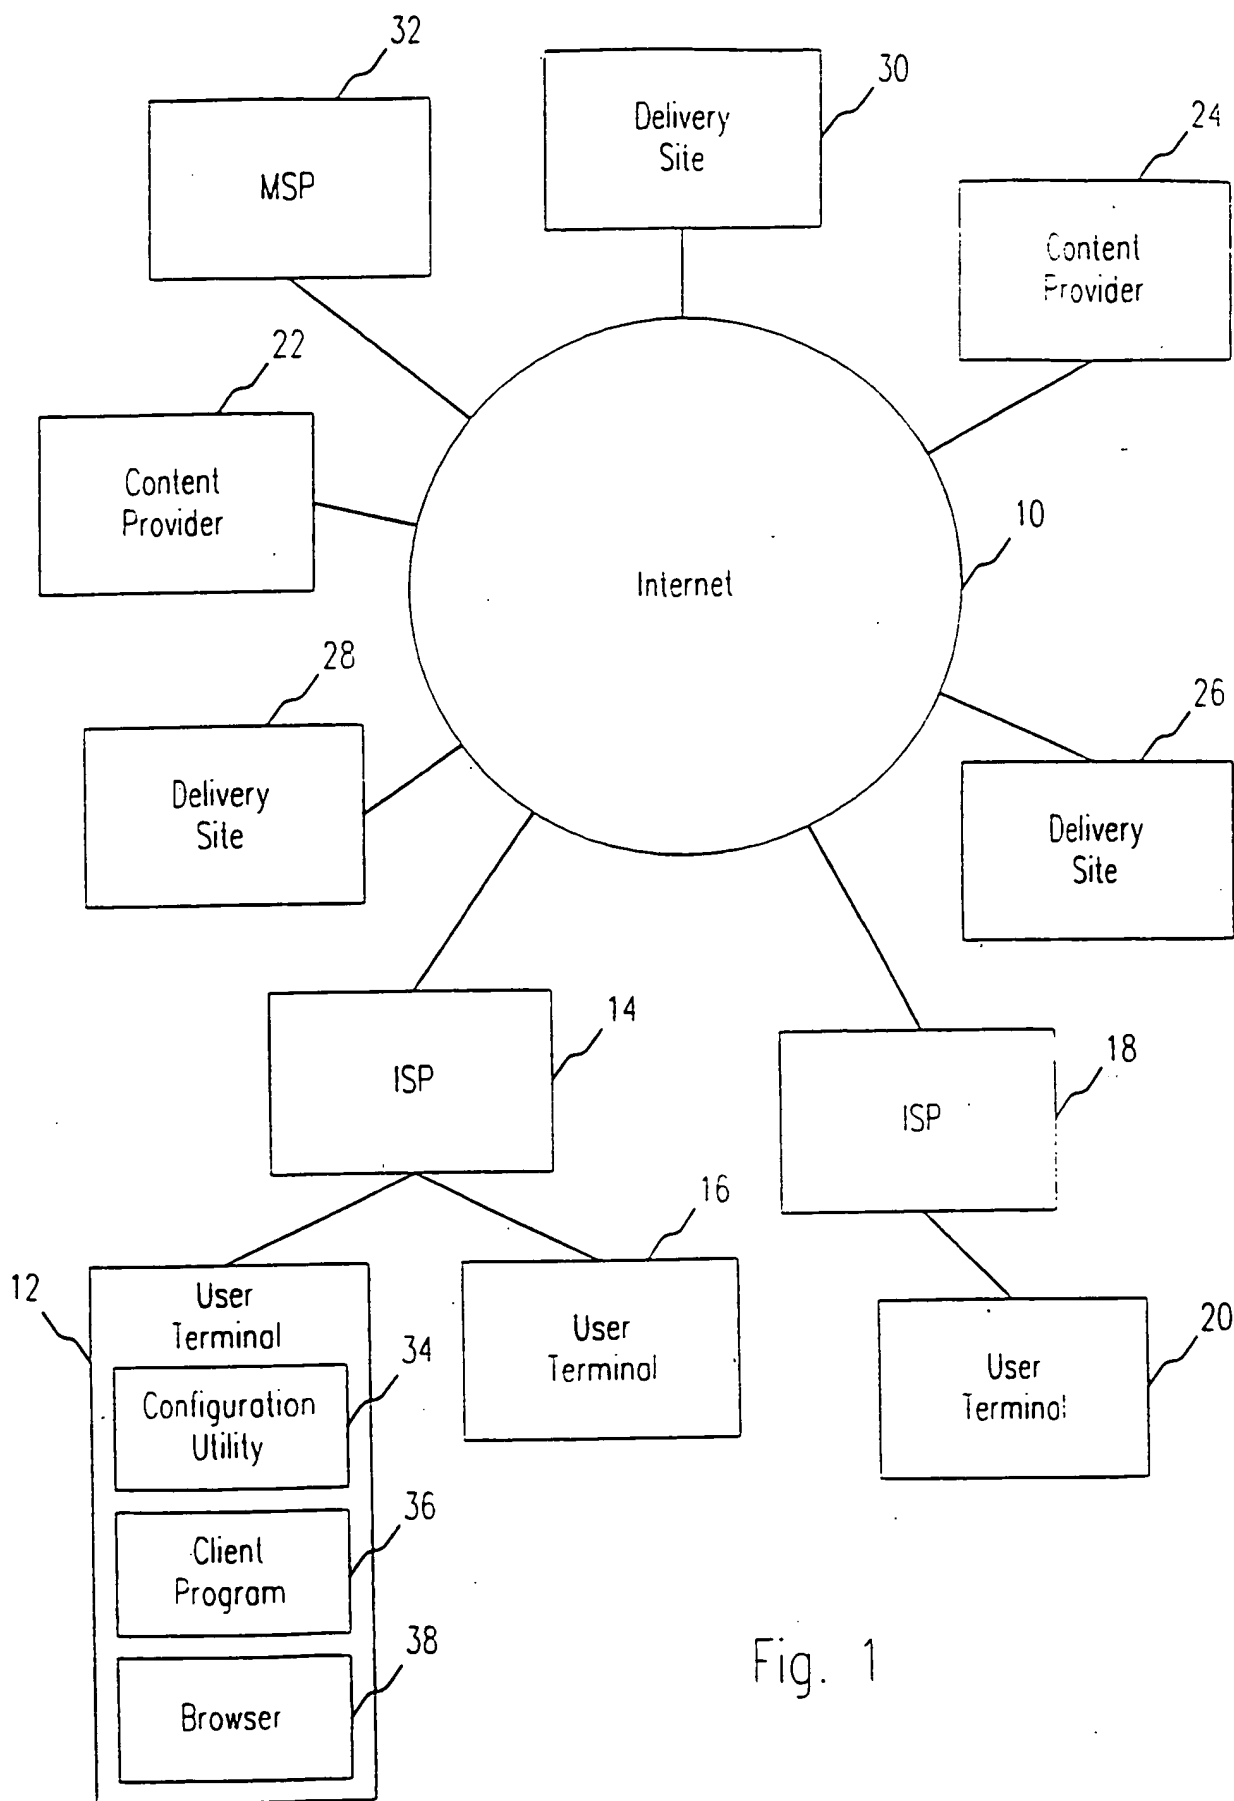 32
MSP
30
Delivery
Site
24
Content
Provider
22
Content
Provider
10
Internet
28
Delivery
Site
26
Delivery
Site
14
ISP
18
ISP
12
User
Terminal
34
Configuration
Utility
36
Client
Program
38
Browser
16
User
Terminal
20
User
Terminal
Fig. 1